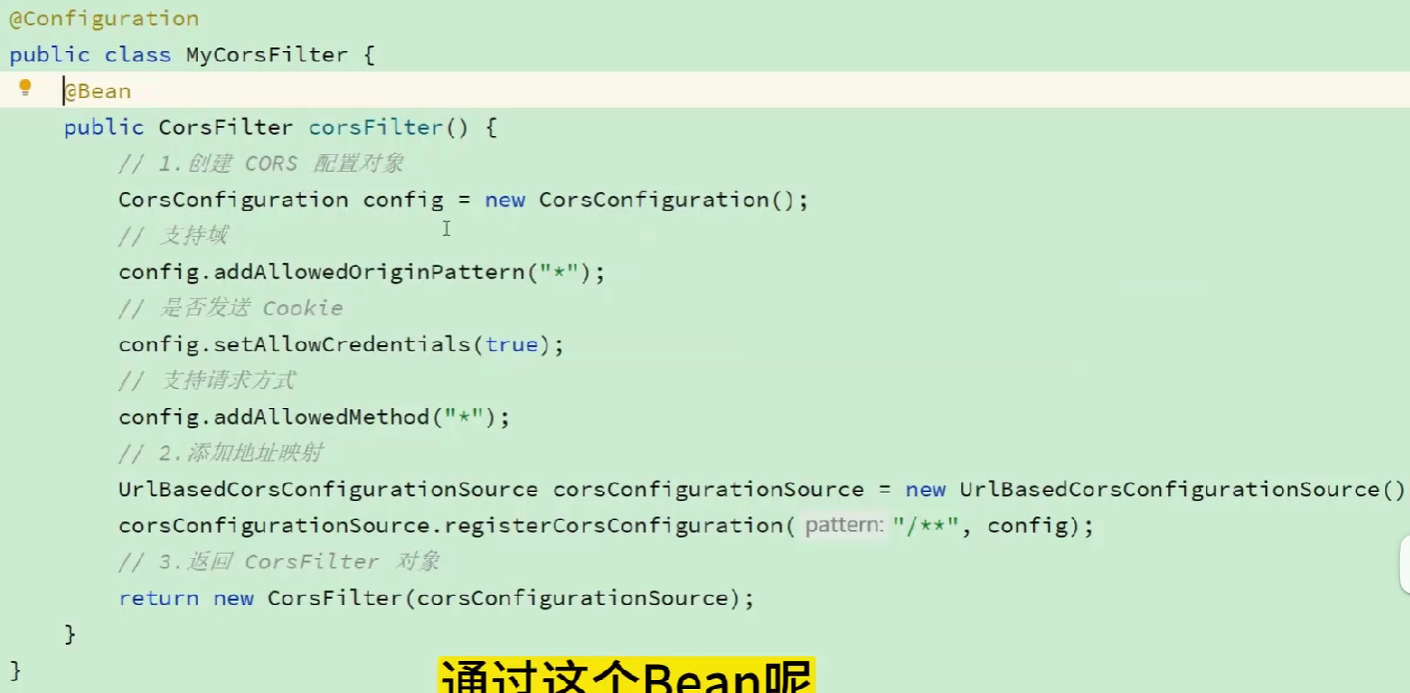 @Configuration
public class MyCorsFilter {
@Bean
public CorsFilter corsFilter() {
// 1.创建 CORS 配置对象
CorsConfiguration config = new CorsConfiguration();
// 支持域
config.addAllowedOriginPattern("*");
// 是否发送 Cookie
config.setAllowCredentials(true);
// 支持请求方式
config.addAllowedMethod("*");
// 2.添加地址映射
UrlBasedCorsConfigurationSource corsConfigurationSource = new UrlBasedCorsConfigurationSource()
corsConfigurationSource.registerCorsConfiguration( pattern: "/**", config);
// 3.返回 CorsFilter 对象
return new CorsFilter(corsConfigurationSource);
}
}
通过这个Bean呢